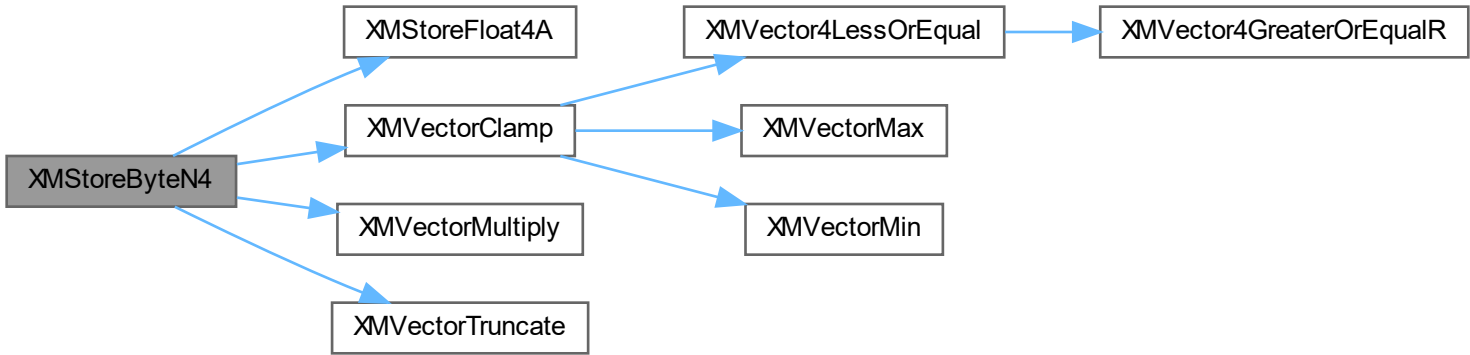 XMStoreByteN4
XMStoreFloat4A
XMVectorClamp
XMVectorMultiply
XMVectorTruncate
XMVector4LessOrEqual
XMVectorMax
XMVectorMin
XMVector4GreaterOrEqualR